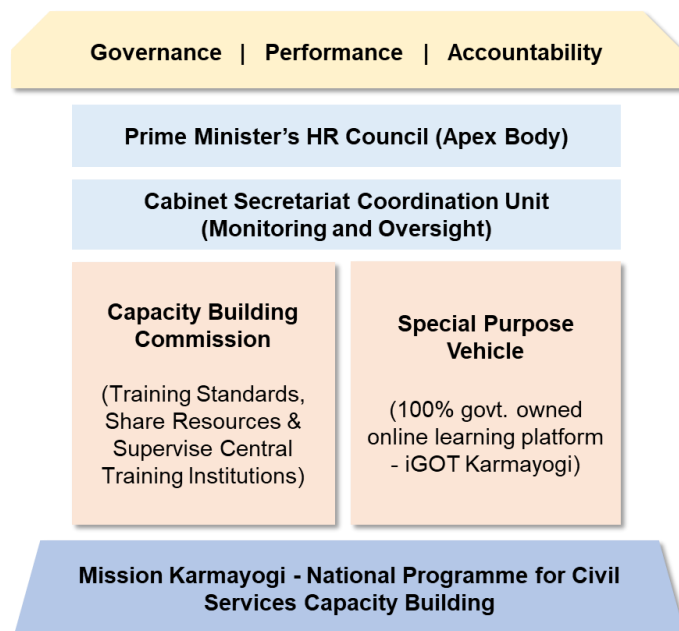 Governance | Performance | Accountability
Prime Minister’s HR Council (Apex Body)
Cabinet Secretariat Coordination Unit
(Monitoring and Oversight)
Capacity Building
Commission
(Training Standards,
Share Resources &
Supervise Central
Training Institutions)
Special Purpose
Vehicle
(100% govt. owned
online learning platform
- iGOT Karmayogi)
Mission Karmayogi - National Programme for Civil
Services Capacity Building